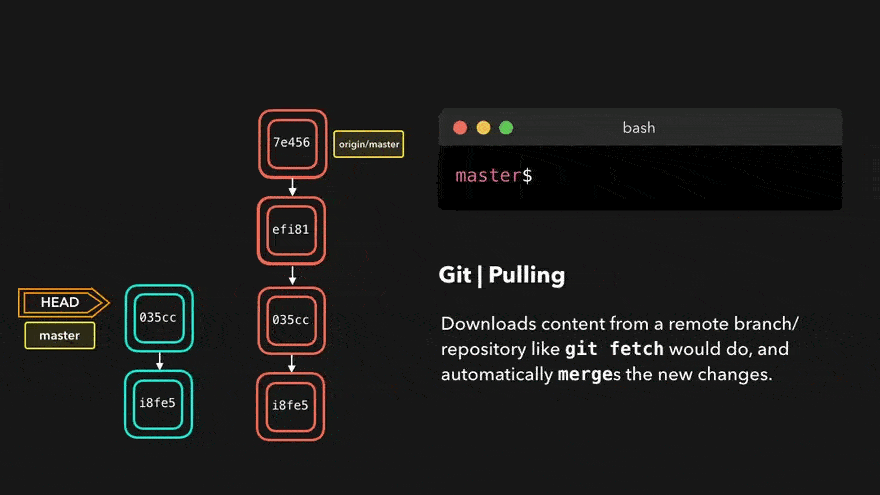 7e456
origin/master
efi81
HEAD
master
035cc
035cc
i8fe5
i8fe5
bash
master$
Git | Pulling
Downloads content from a remote branch/
repository like git fetch would do, and
automatically merges the new changes.